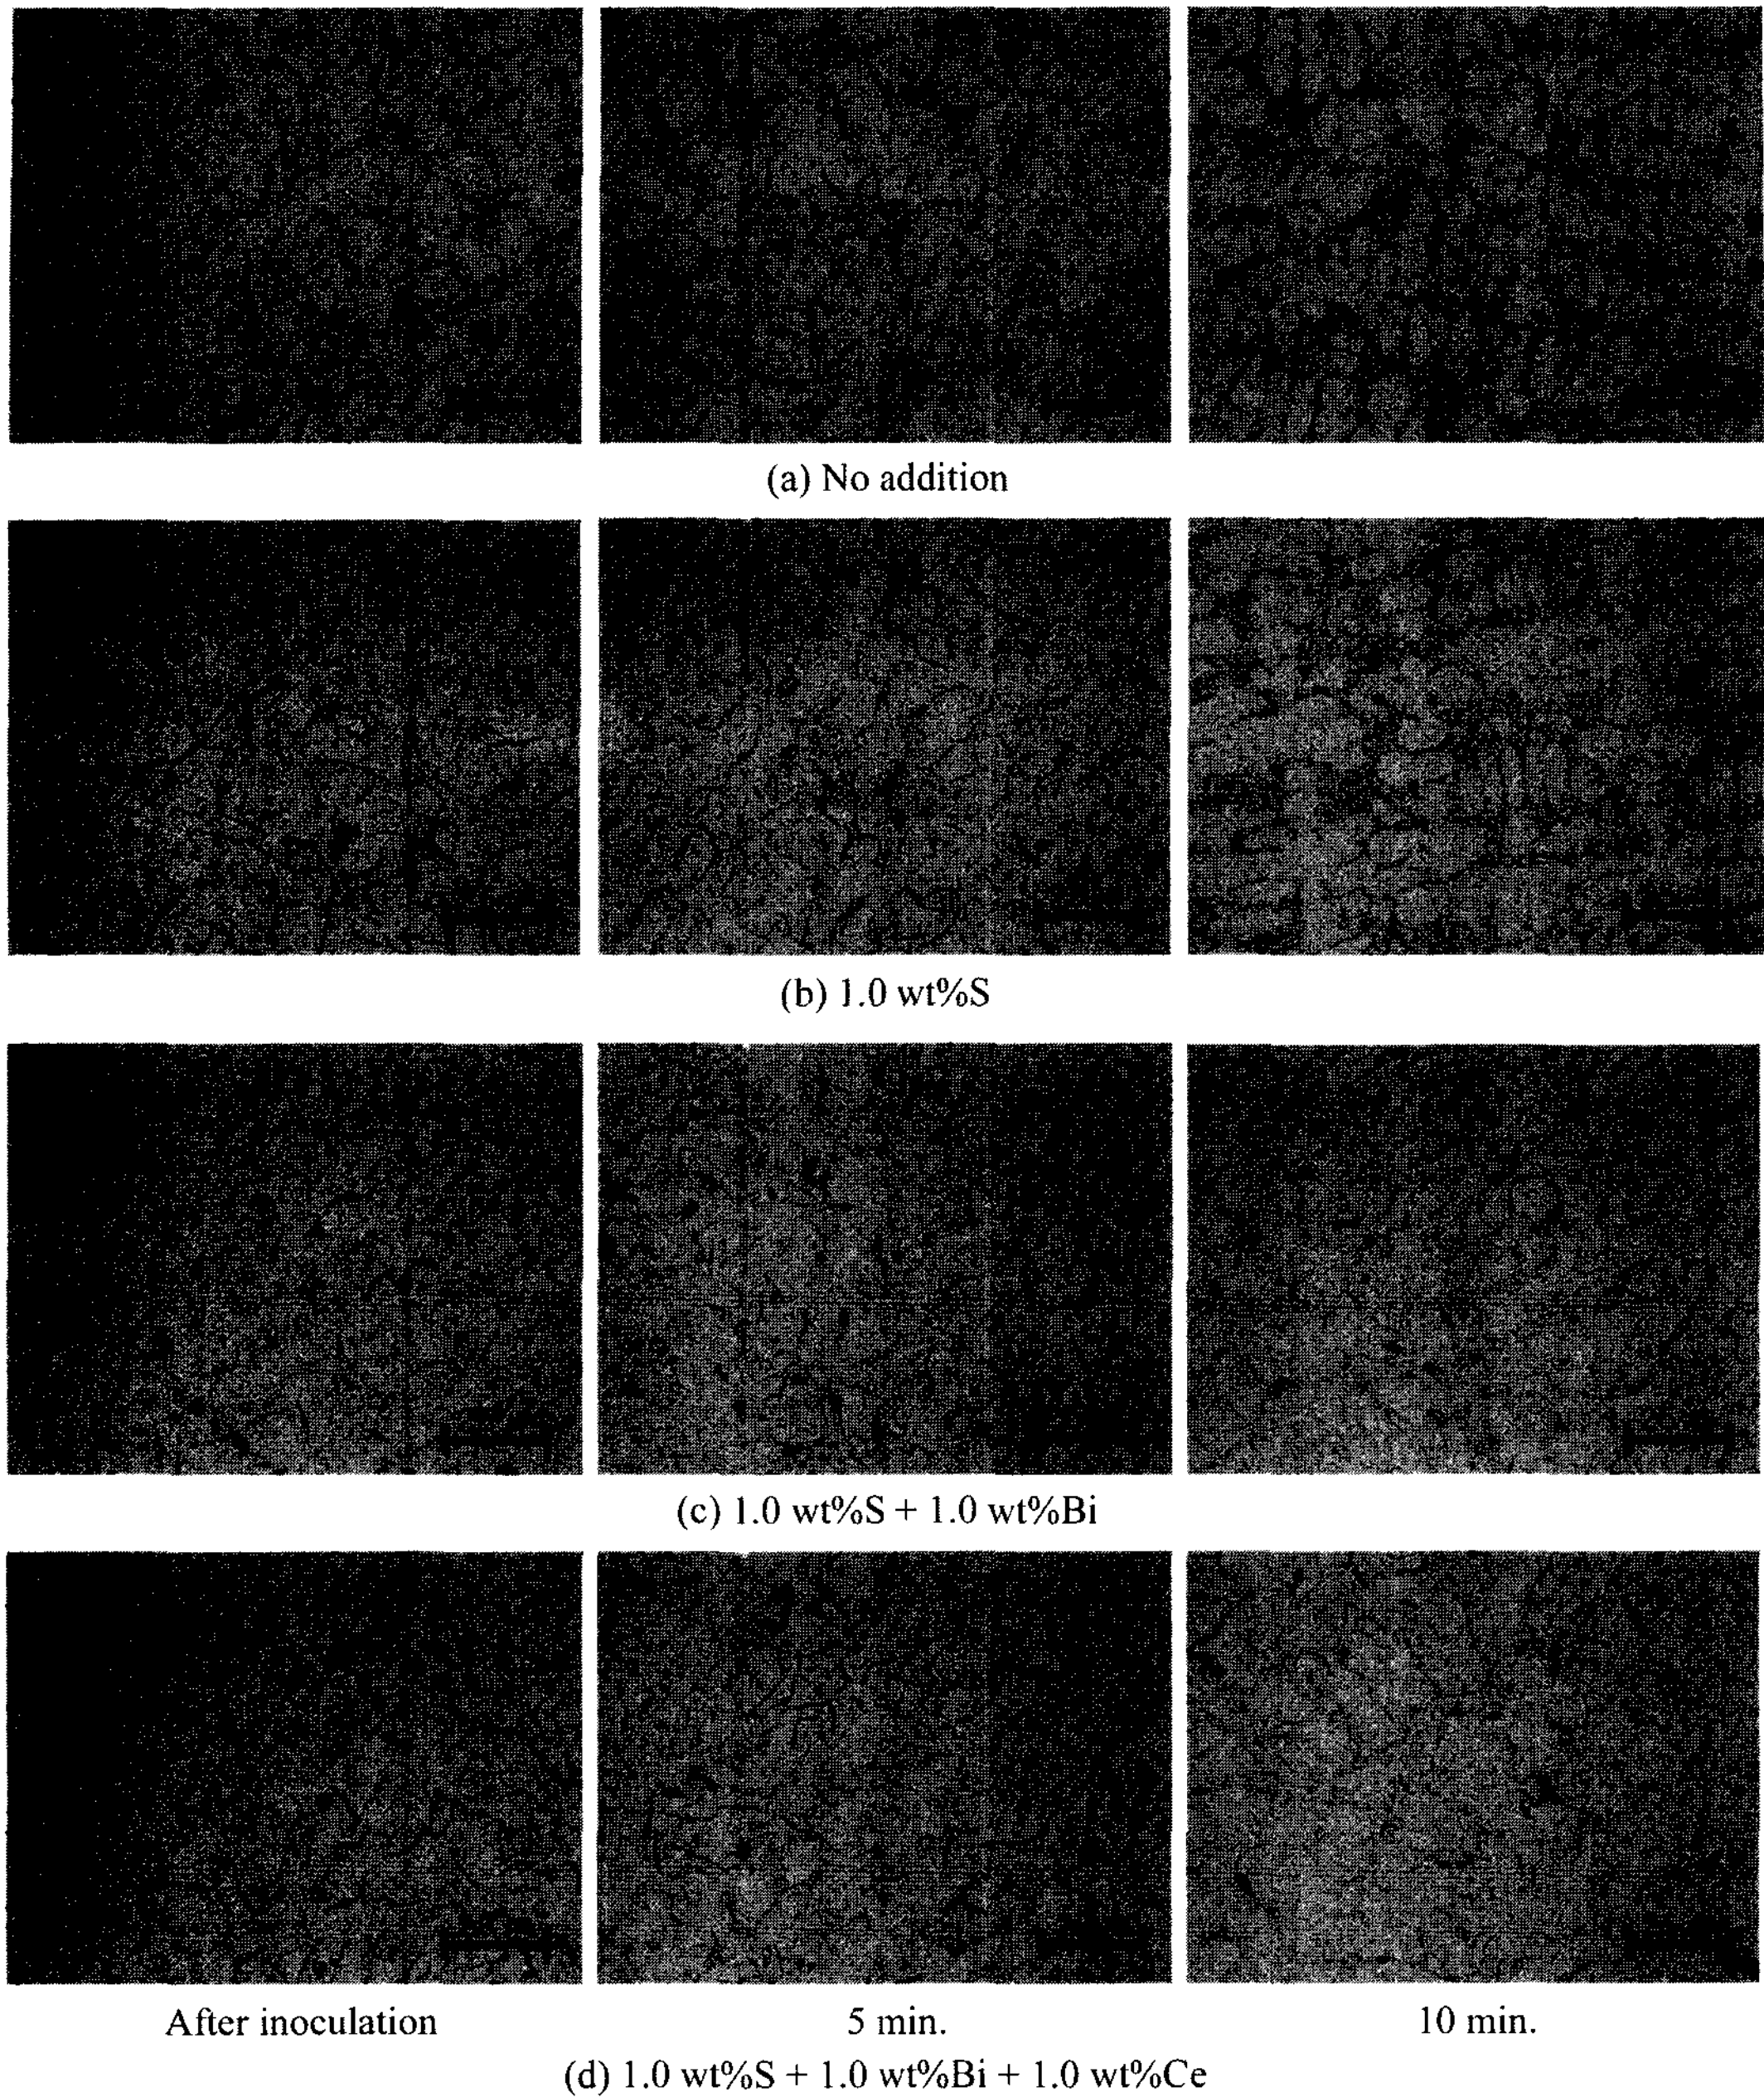 (a) No addition
(b) 1.0 wt%S
(c) 1.0 wt%S + 1.0 wt%Bi
After inoculation 5 min. 10 min.
(d) 1.0 wt%S + 1.0 wt%Bi + 1.0 wt%Ce